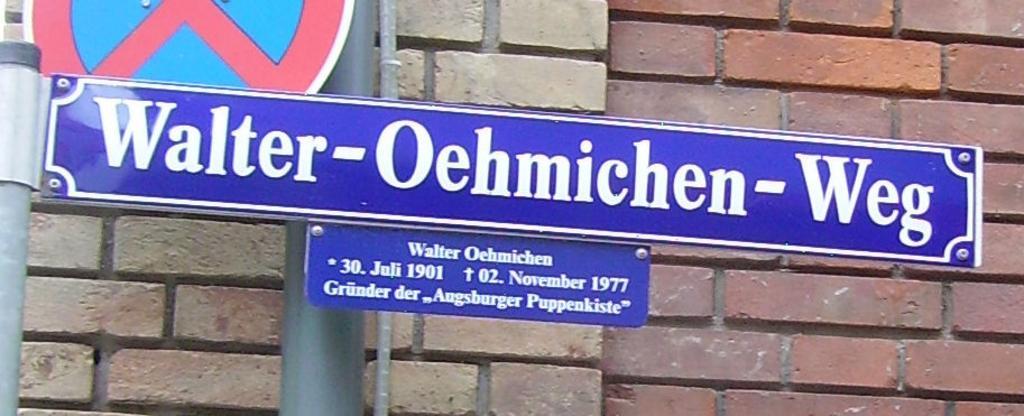 Walter-Oehmichen-Weg
Walter Oehmichen
* 30. Juli 1901 † 02. November 1977
Gründer der „Augsburger Puppenkiste”